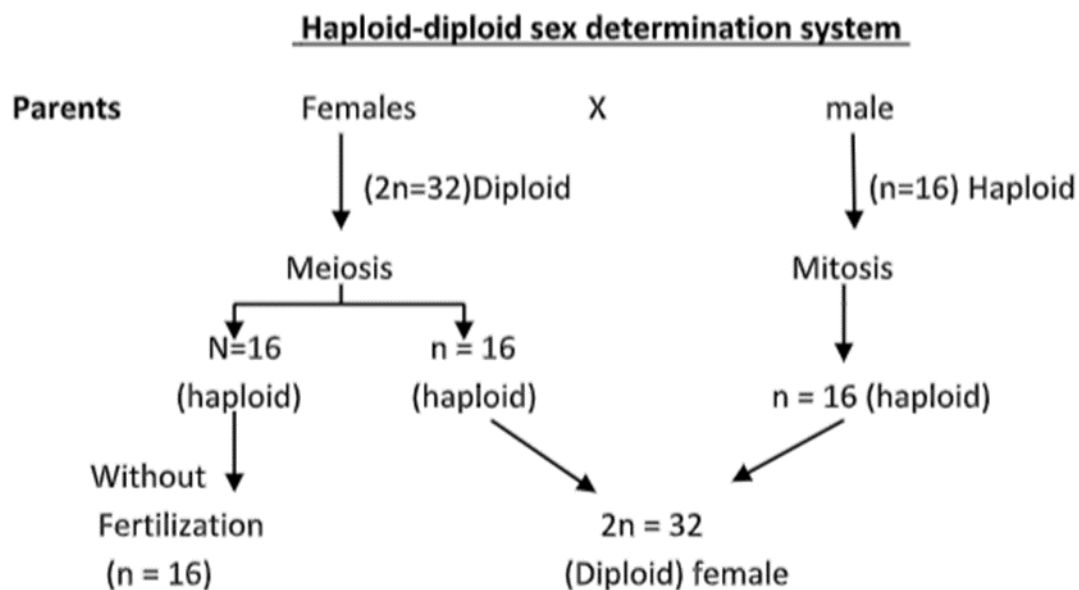 Haploid-diploid sex determination system
Parents Females X male
(2n=32)Diploid (n=16) Haploid
Meiosis Mitosis
N=16 n = 16
(haploid) (haploid) n = 16 (haploid)
Without
Fertilization 2n = 32
(n = 16) (Diploid) female